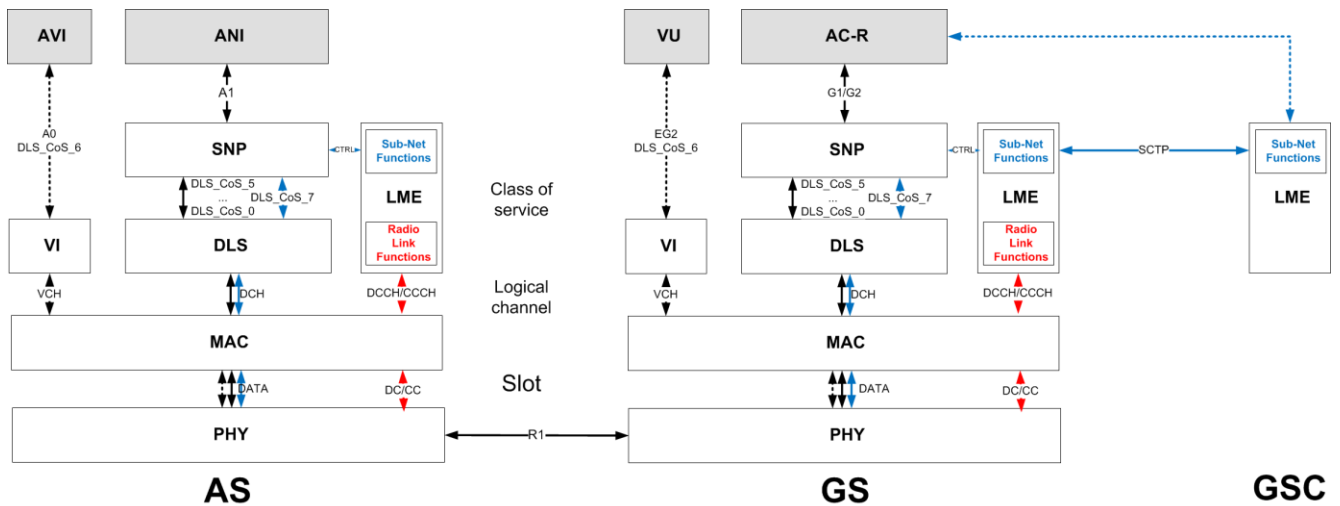 AVI
ANI
VU
AC-R
A1
G1/G2
A0
DLS_CoS_6
SNP
CTRL
Sub-Net
Functions
EG2
DLS_CoS_6
SNP
CTRL
Sub-Net
Functions
SCTP
Sub-Net
Functions
DLS_CoS_5
...
DLS_CoS_0
DLS_CoS_7
LME
Class of
service
DLS_CoS_5
...
DLS_CoS_0
DLS_CoS_7
LME
LME
VI
DLS
Radio
Link
Functions
VI
DLS
Radio
Link
Functions
VCH
DCH
DCCH/CCCH
Logical
channel
VCH
DCH
DCCH/CCCH
MAC
MAC
DATA
DC/CC
Slot
DATA
DC/CC
PHY
R1
PHY
AS
GS
GSC